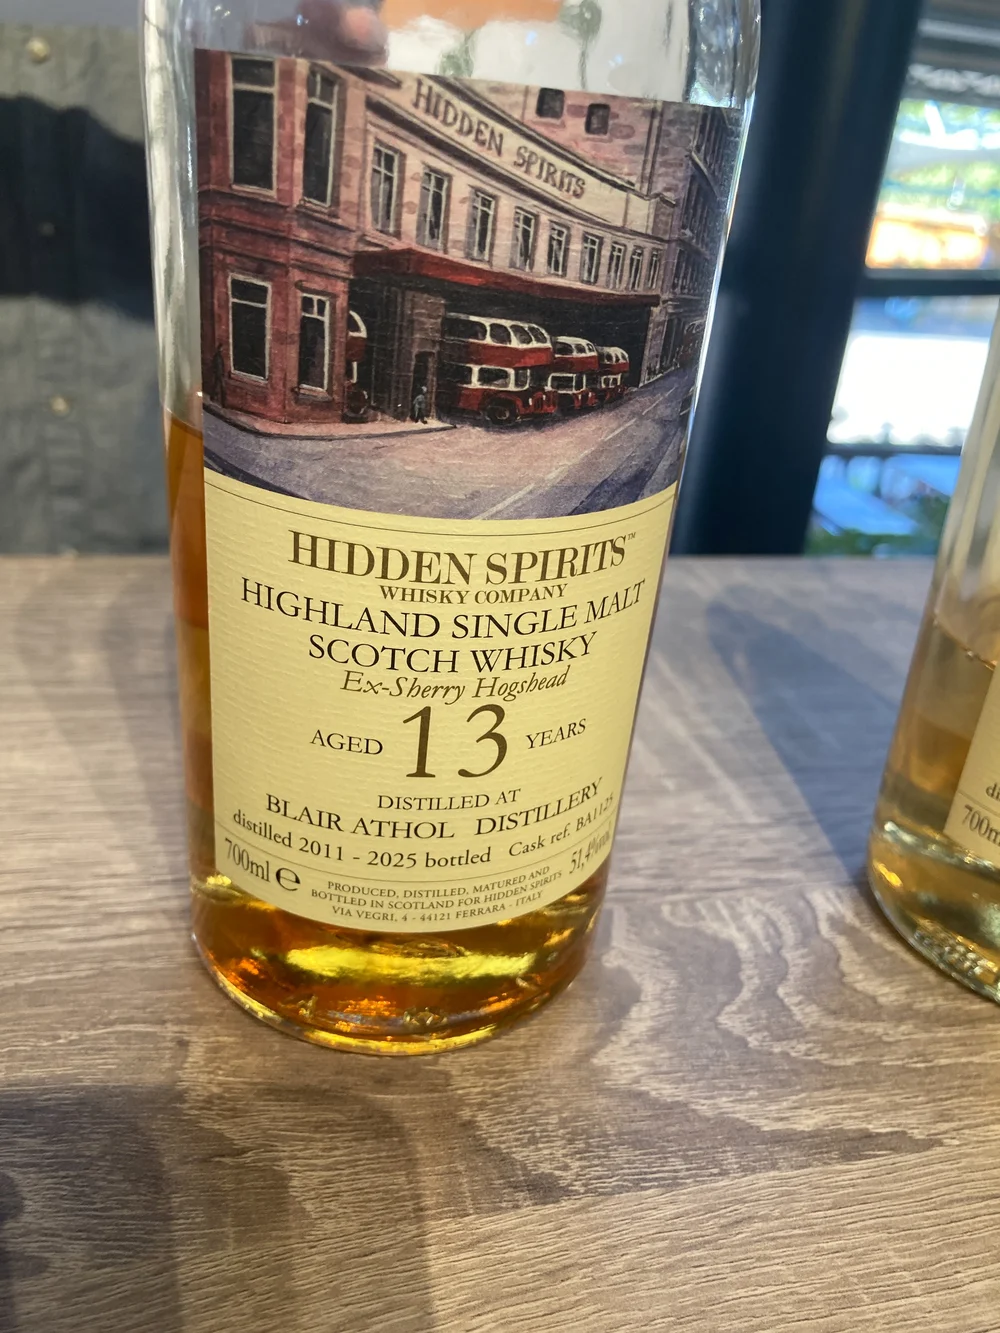 HIDDEN SPIRITS
HIDDEN SPIRITS™
WHISKY COMPANY
HIGHLAND SINGLE MALT
SCOTCH WHISKY
Ex-Sherry Hogshead
AGED 13 YEARS
DISTILLED AT
BLAIR ATHOL DISTILLERY
distilled 2011 - 2025 bottled Cask ref. BA1125
700ml ℮ 51,4%
PRODUCED, DISTILLED, MATURED AND
BOTTLED IN SCOTLAND FOR HIDDEN SPIRITS
VIA VEGRI, 4 - 44121 FERRARA - ITALY